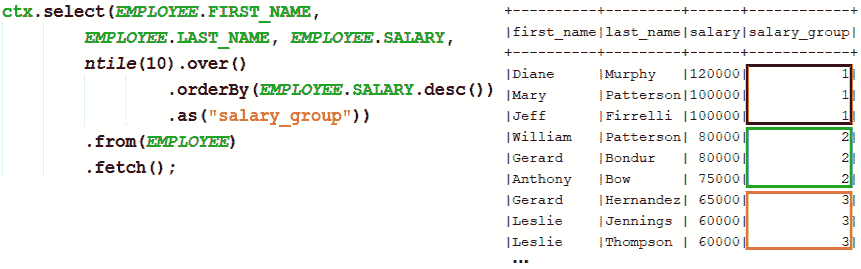 ctx.select(EMPLOYEE.FIRST_NAME,
EMPLOYEE.LAST_NAME, EMPLOYEE.SALARY,
ntile(10).over()
.orderBy(EMPLOYEE.SALARY.desc())
.as("salary_group"))
.from(EMPLOYEE)
.fetch();
+----------+---------+------+------------+
|first_name|last_name|salary|salary_group|
+----------+---------+------+------------+
|Diane     |Murphy   |120000|           1|
|Mary      |Patterson|100000|           1|
|Jeff      |Firrelli |100000|           1|
|William   |Patterson| 80000|           2|
|Gerard    |Bondur   | 80000|           2|
|Anthony   |Bow      | 75000|           2|
|Gerard    |Hernandez| 65000|           3|
|Leslie    |Jennings | 60000|           3|
|Leslie    |Thompson | 60000|           3|
...